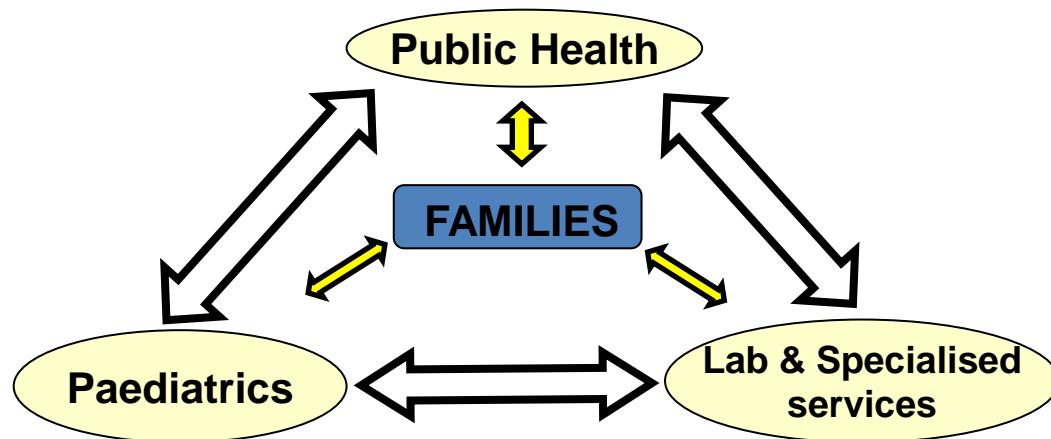 Public Health
FAMILIES
Paediatrics
Lab & Specialised
services